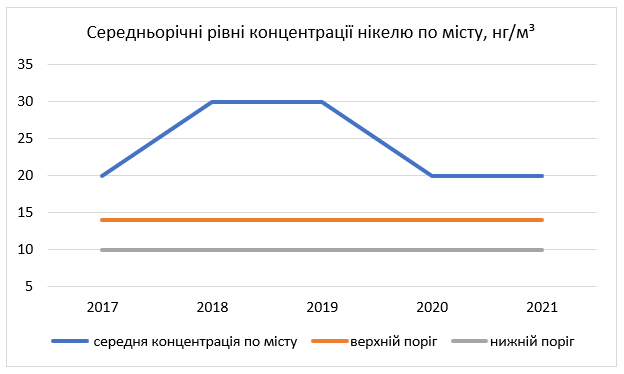 Середньорічні рівні концентрації нікелю по місту, нг/м³
35
30
25
20
15
10
5
2017 2018 2019 2020 2021
середня концентрація по місту верхній поріг нижній поріг